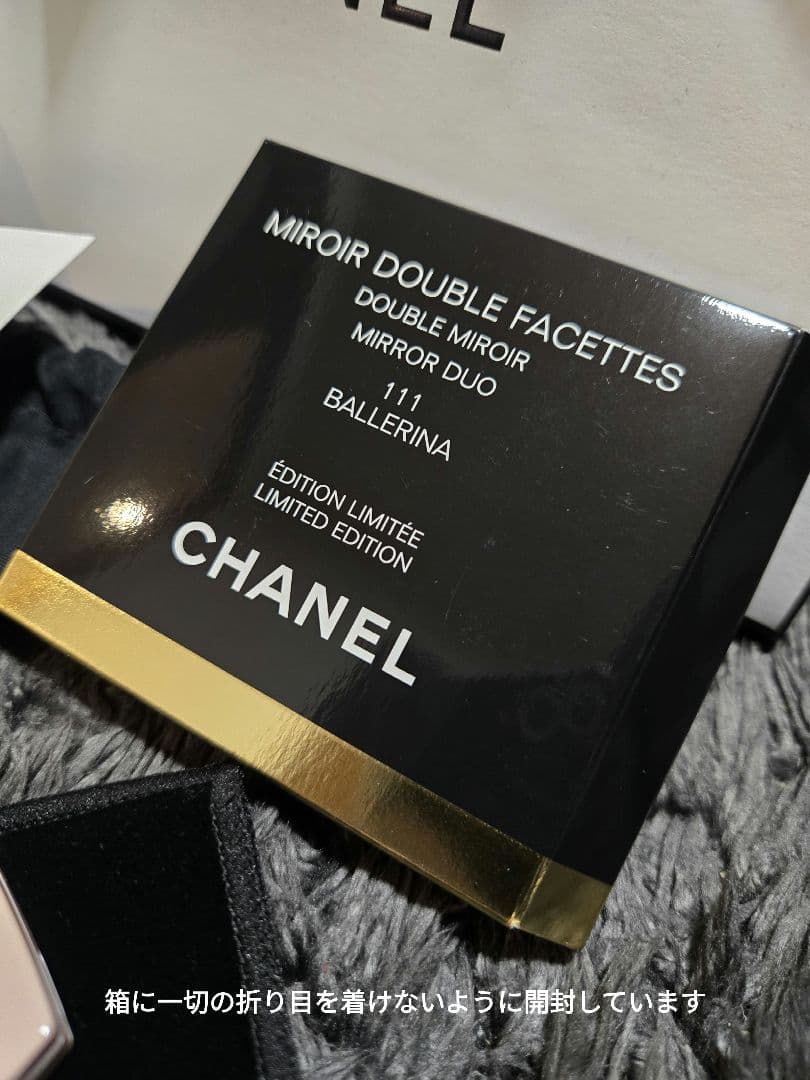 MIROIR DOUBLE FACETTES
DOUBLE MIROIR
MIRROR DUO
111
BALLERINA
ÉDITION LIMITÉE
LIMITED EDITION
CHANEL
箱に一切の折り目を着けないように開封しています